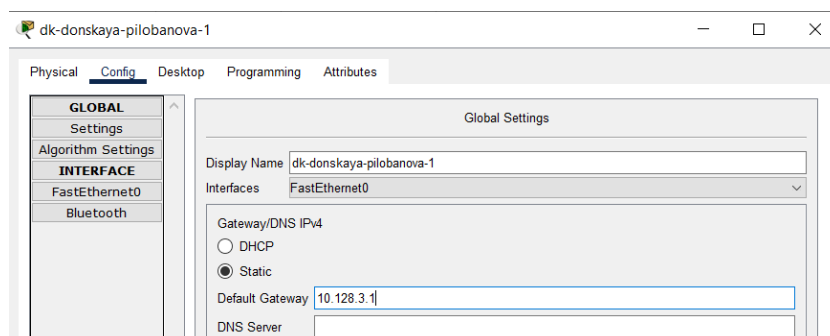 dk-donskaya-pilobanova-1
Physical Config Desktop Programming Attributes
GLOBAL
Settings
Algorithm Settings
INTERFACE
FastEthernet0
Bluetooth
Global Settings
Display Name dk-donskaya-pilobanova-1
Interfaces FastEthernet0
Gateway/DNS IPv4
DHCP
Static
Default Gateway 10.128.3.1
DNS Server